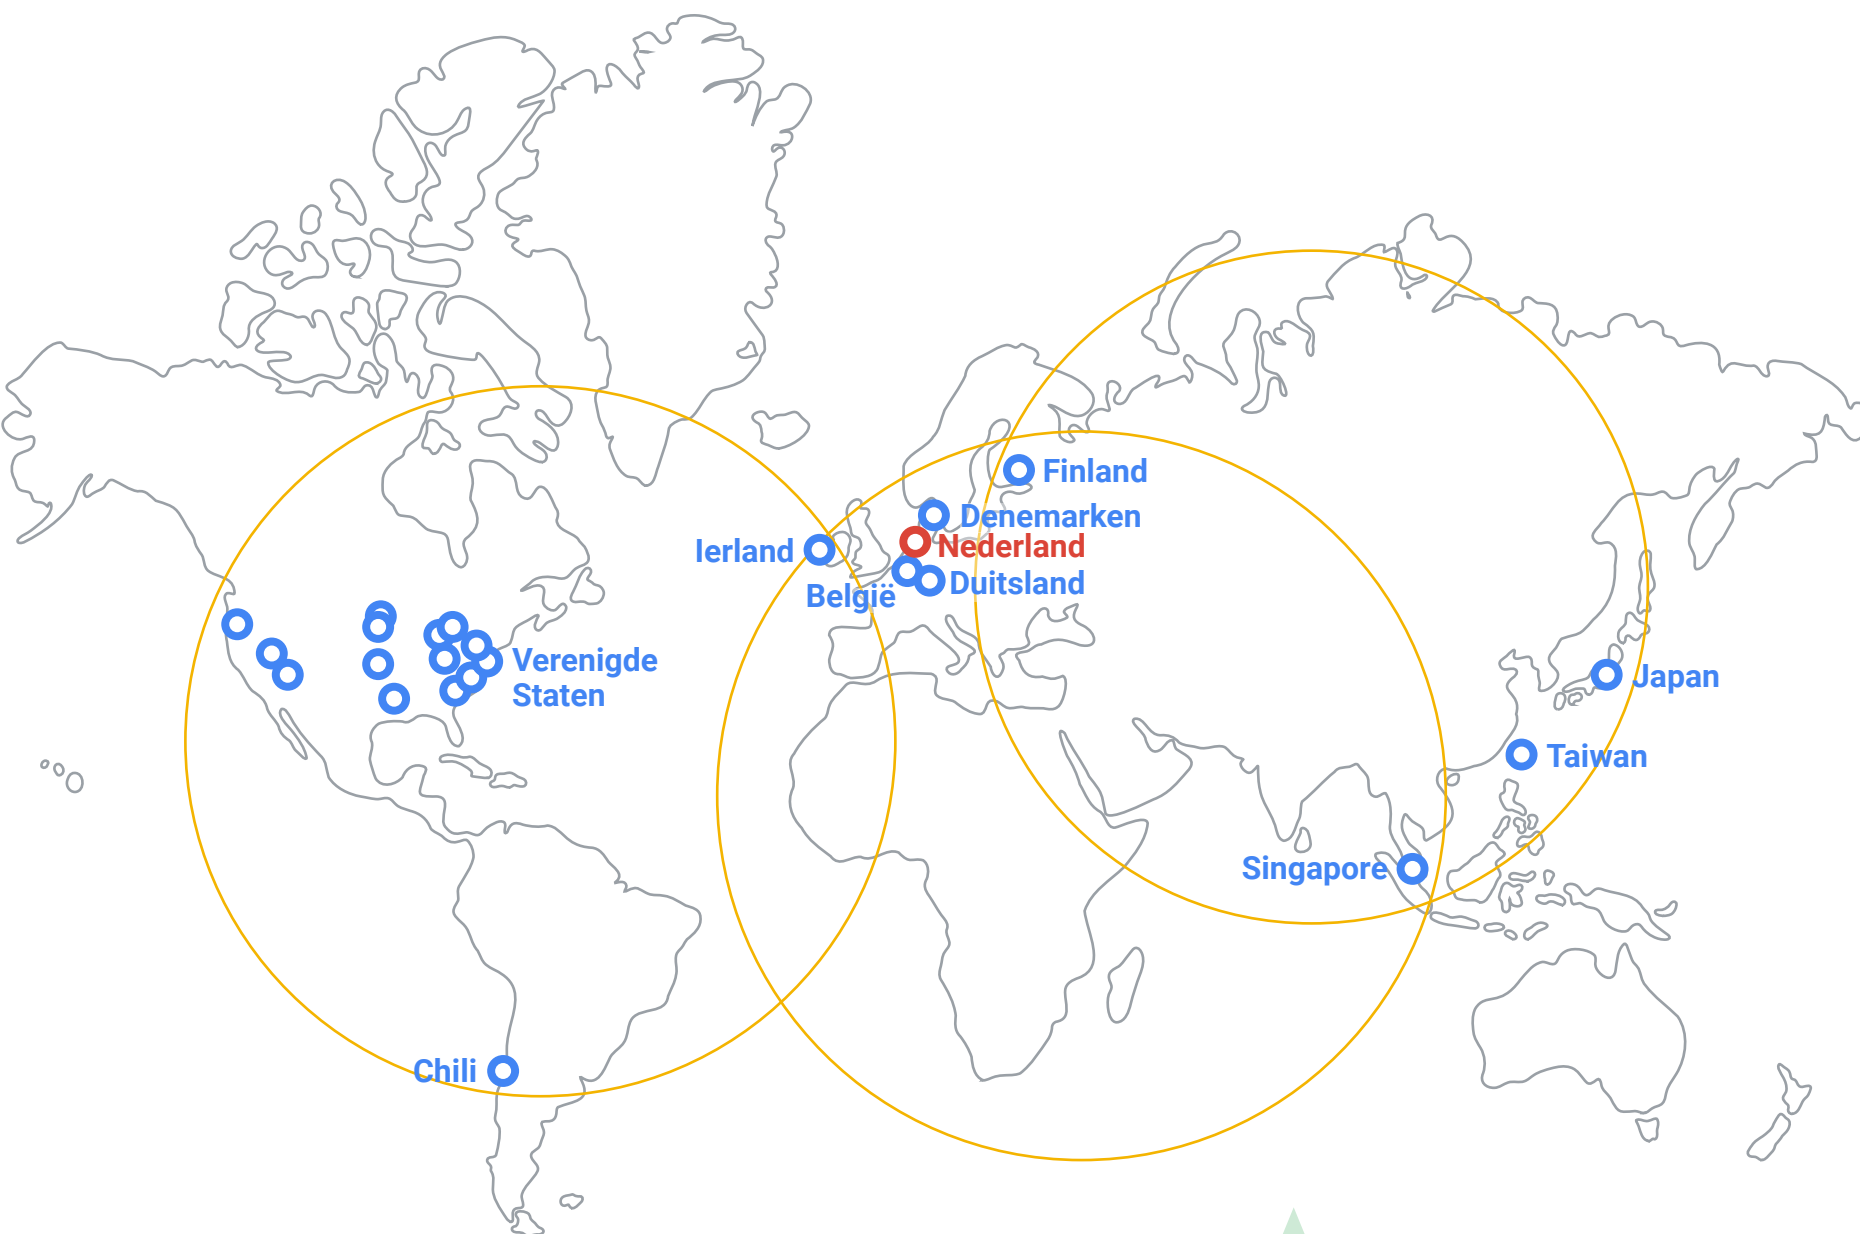 Finland
Denemarken
Nederland
Ierland
Duitsland
België
Verenigde
Staten
Japan
Taiwan
Singapore
Chili